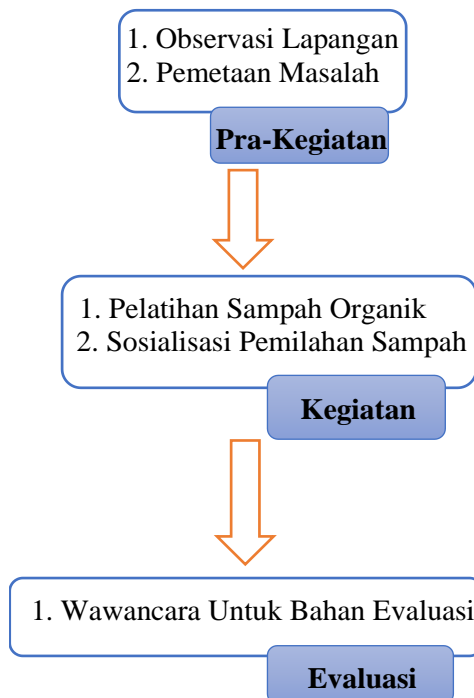 1. Observasi Lapangan
2. Pemetaan Masalah
Pra-Kegiatan
1. Pelatihan Sampah Organik
2. Sosialisasi Pemilahan Sampah
Kegiatan
1. Wawancara Untuk Bahan Evaluasi
Evaluasi